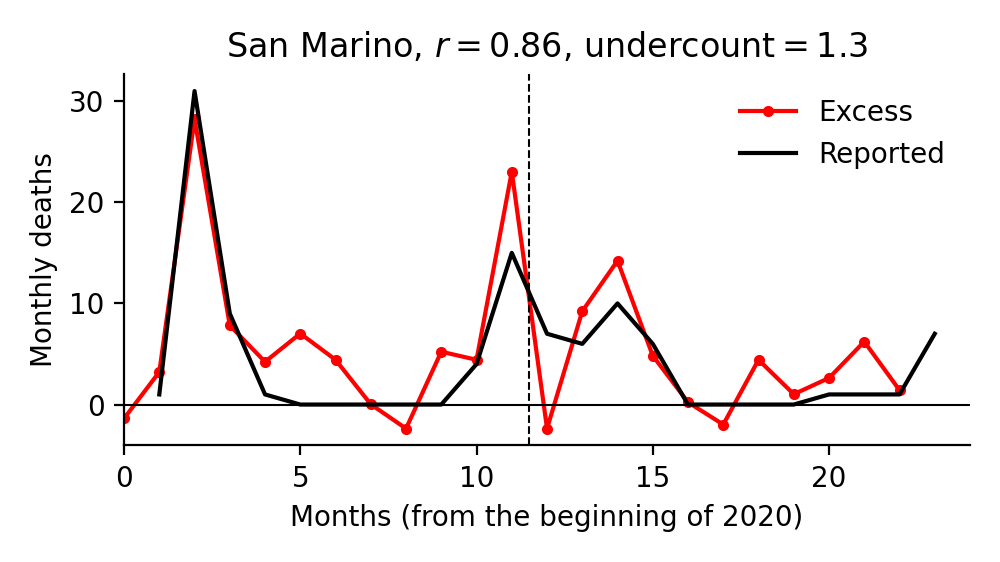 San Marino, r = 0.86, undercount = 1.3
Excess
Reported
Monthly deaths
30
20
10
0
0 5 10 15 20
Months (from the beginning of 2020)